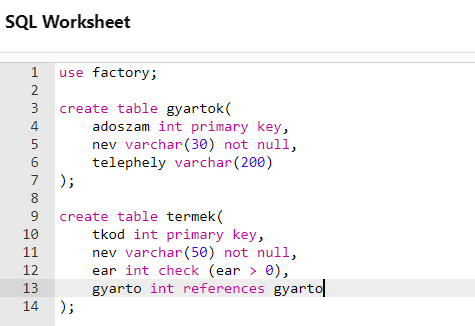 SQL Worksheet
1 use factory;
2
3 create table gyartok(
4 adoszam int primary key,
5 nev varchar(30) not null,
6 telephely varchar(200)
7 );
8
9 create table termek(
10 tkod int primary key,
11 nev varchar(50) not null,
12 ear int check (ear > 0),
13 gyarto int references gyarto
14 );